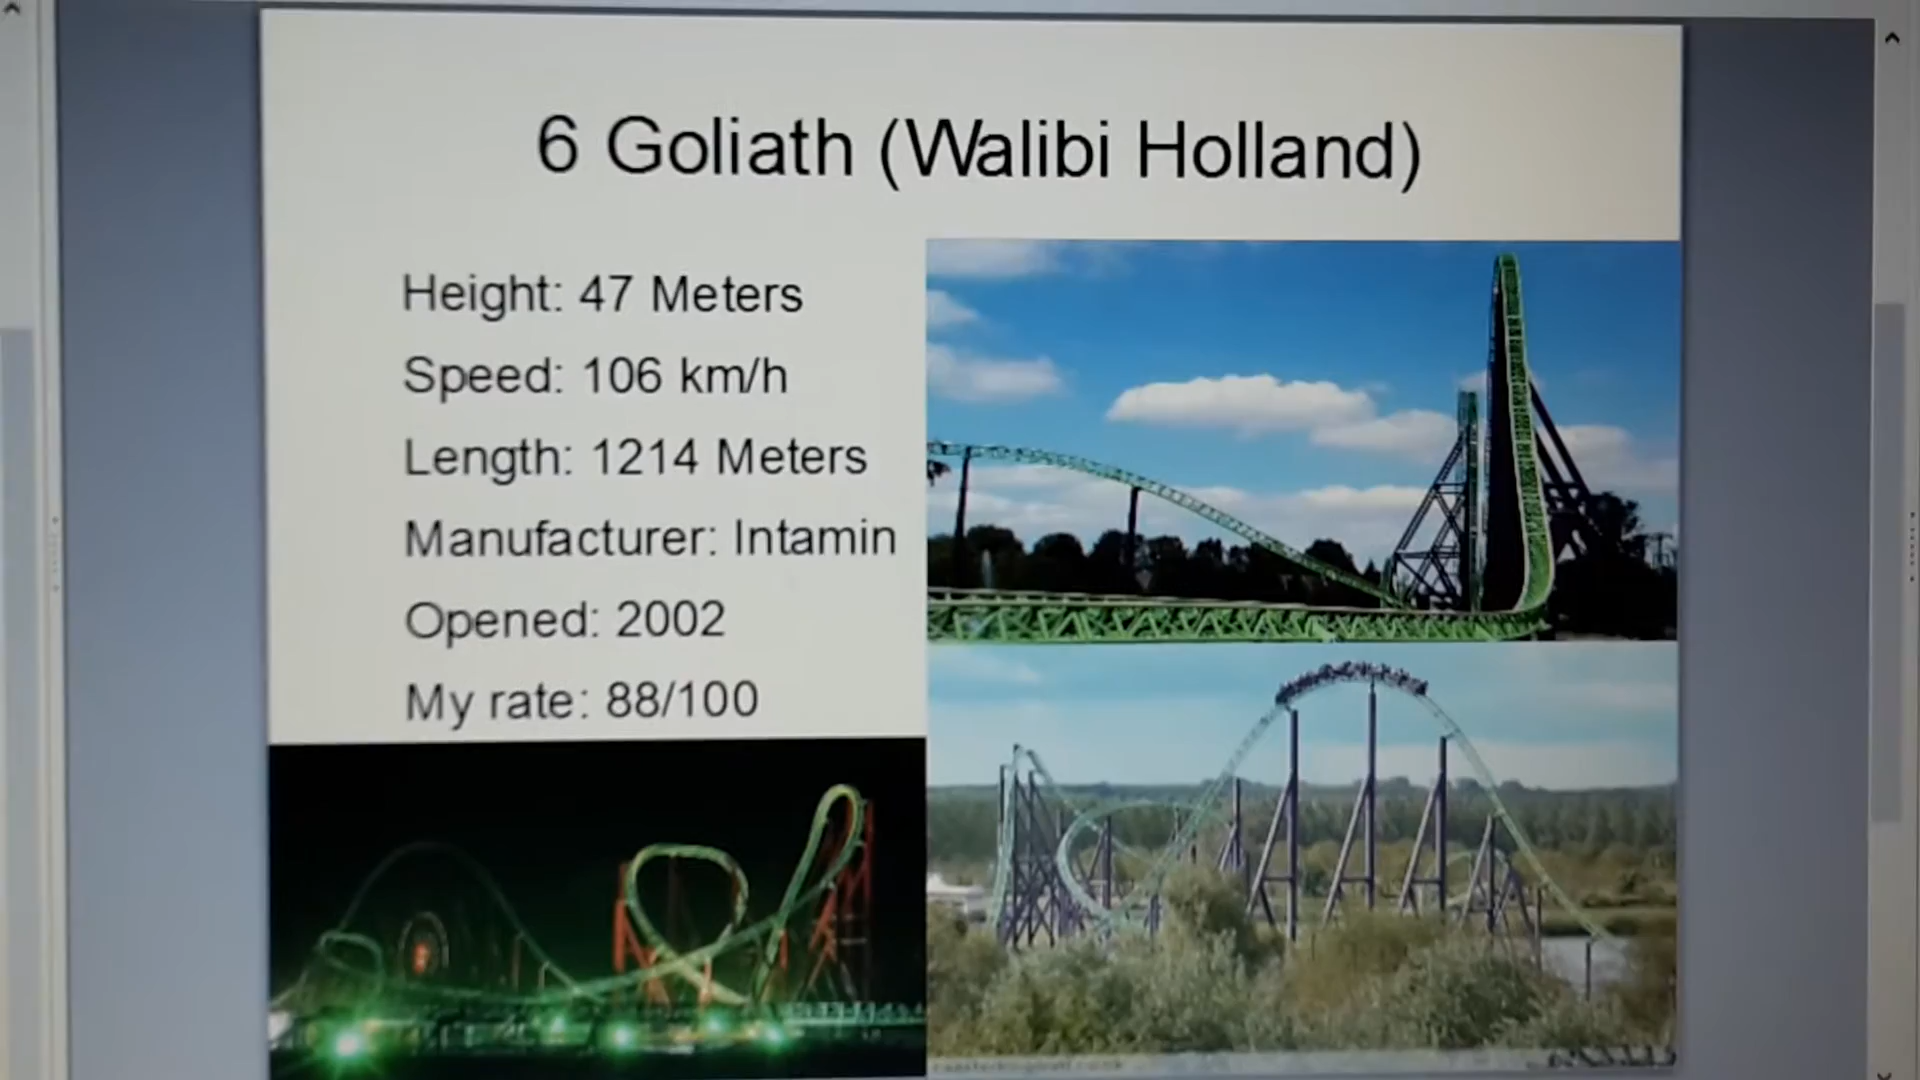 6 Goliath (Walibi Holland)
Height: 47 Meters
Speed: 106 km/h
Length: 1214 Meters
Manufacturer: Intamin
Opened: 2002
My rate: 88/100